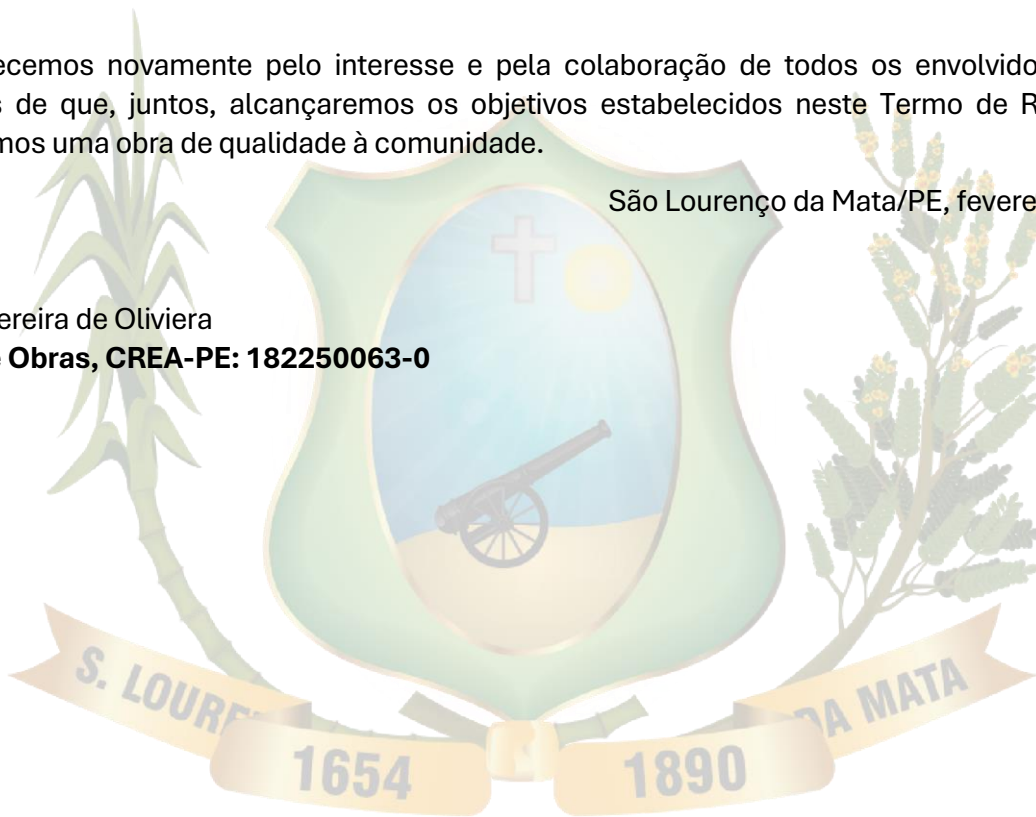 ecemos novamente pelo interesse e pela colaboração de todos os envolvido
s de que, juntos, alcançaremos os objetivos estabelecidos neste Termo de R
mos uma obra de qualidade à comunidade.
São Lourenço da Mata/PE, fevere
ereira de Oliviera
e Obras, CREA-PE: 182250063-0
S. LOURE
DA MATA
1654
1890